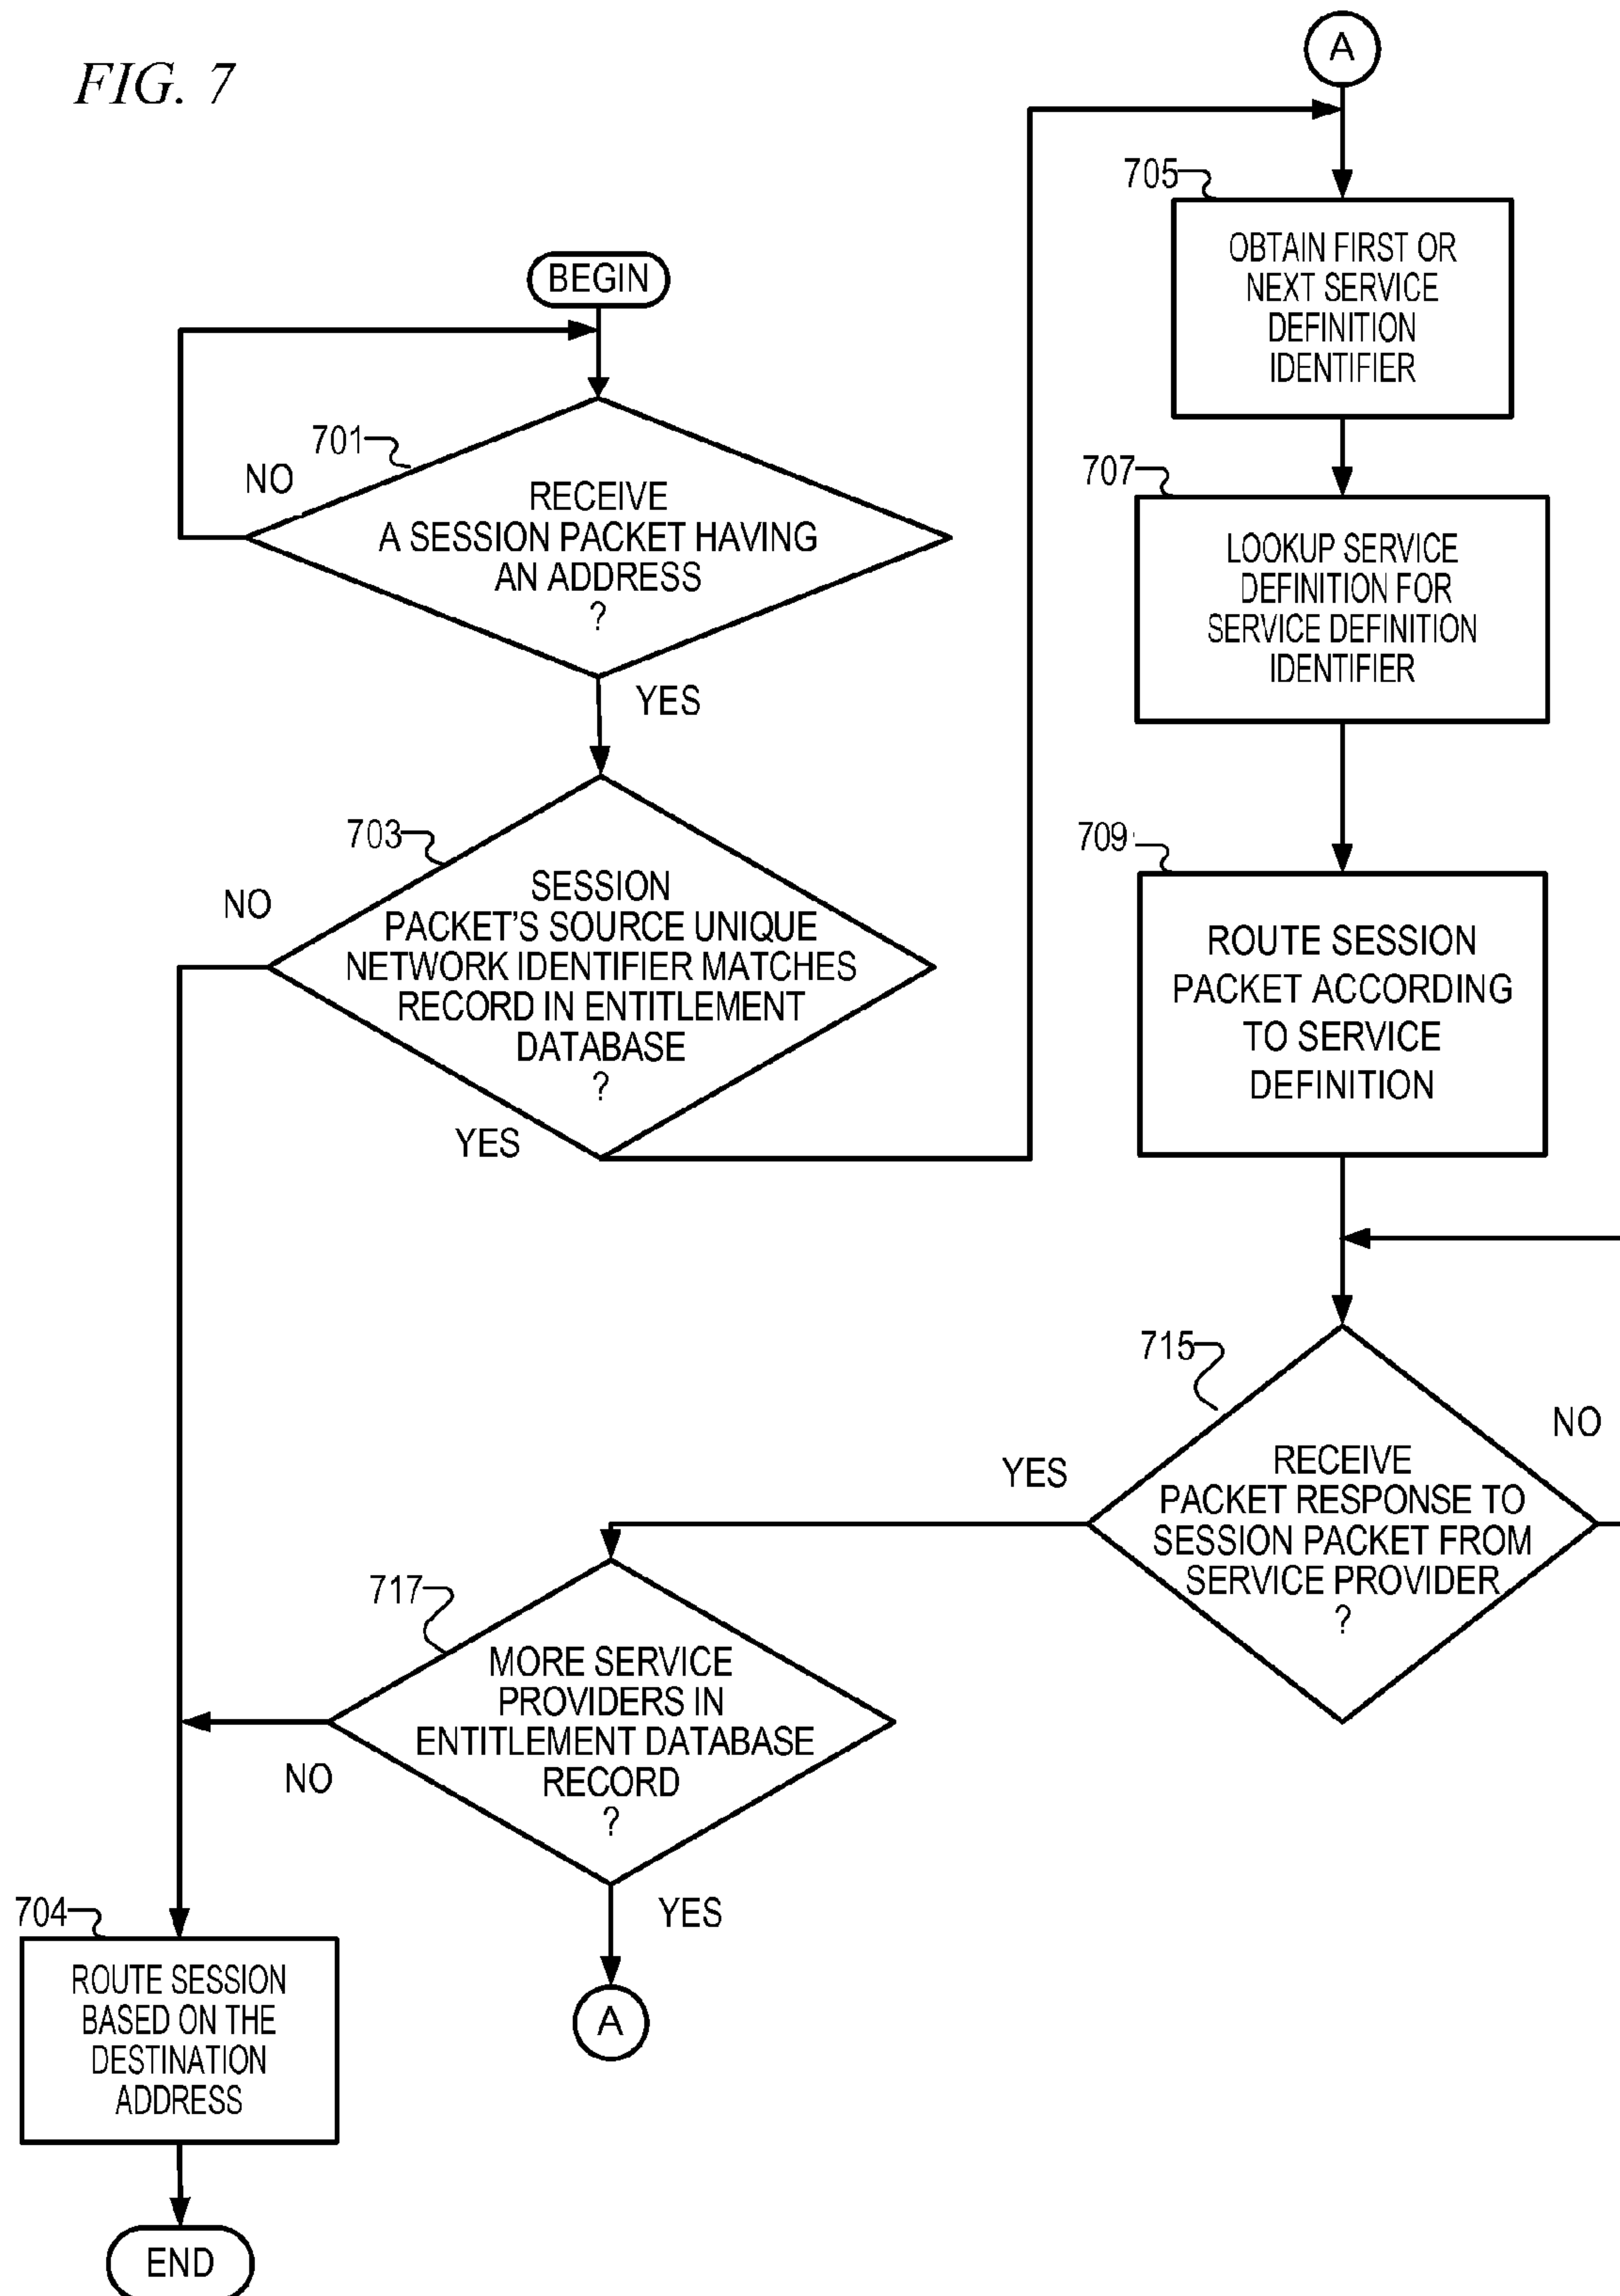 FIG. 7
BEGIN
701
NO
RECEIVE
A SESSION PACKET HAVING
AN ADDRESS
?
YES
703
NO
SESSION
PACKET'S SOURCE UNIQUE
NETWORK IDENTIFIER MATCHES
RECORD IN ENTITLEMENT
DATABASE
?
YES
A
705
OBTAIN FIRST OR
NEXT SERVICE
DEFINITION
IDENTIFIER
707
LOOKUP SERVICE
DEFINITION FOR
SERVICE DEFINITION
IDENTIFIER
709
ROUTE SESSION
PACKET ACCORDING
TO SERVICE
DEFINITION
715
NO
YES
RECEIVE
PACKET RESPONSE TO
SESSION PACKET FROM
SERVICE PROVIDER
?
717
MORE SERVICE
PROVIDERS IN
ENTITLEMENT DATABASE
RECORD
?
NO
YES
A
704
ROUTE SESSION
BASED ON THE
DESTINATION
ADDRESS
END